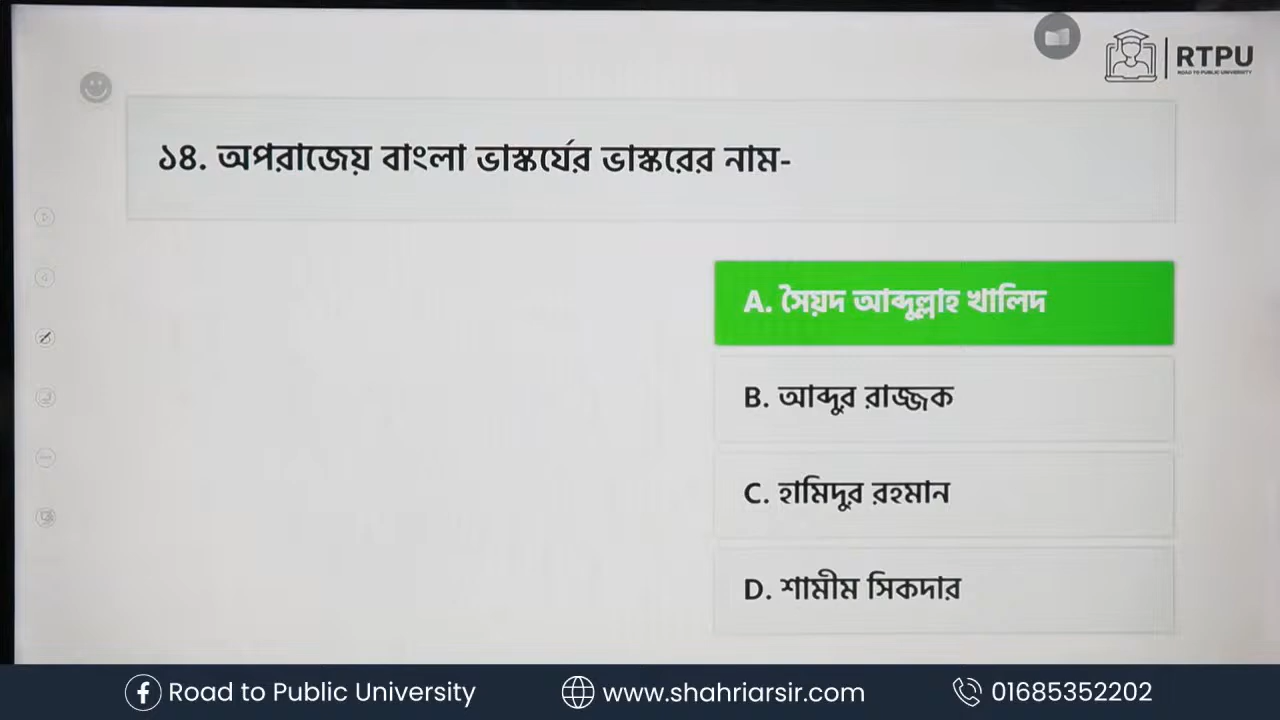 RTPU
ROAD TO PUBLIC UNIVERSITY
১৪. অপরাজেয় বাংলা ভাস্কর্যের ভাস্করের নাম-
A. সৈয়দ আব্দুল্লাহ খালিদ
B. আব্দুর রাজ্জাক
C. হামিদুর রহমান
D. শামীম সিকদার
Road to Public University
www.shahriarsir.com
01685352202